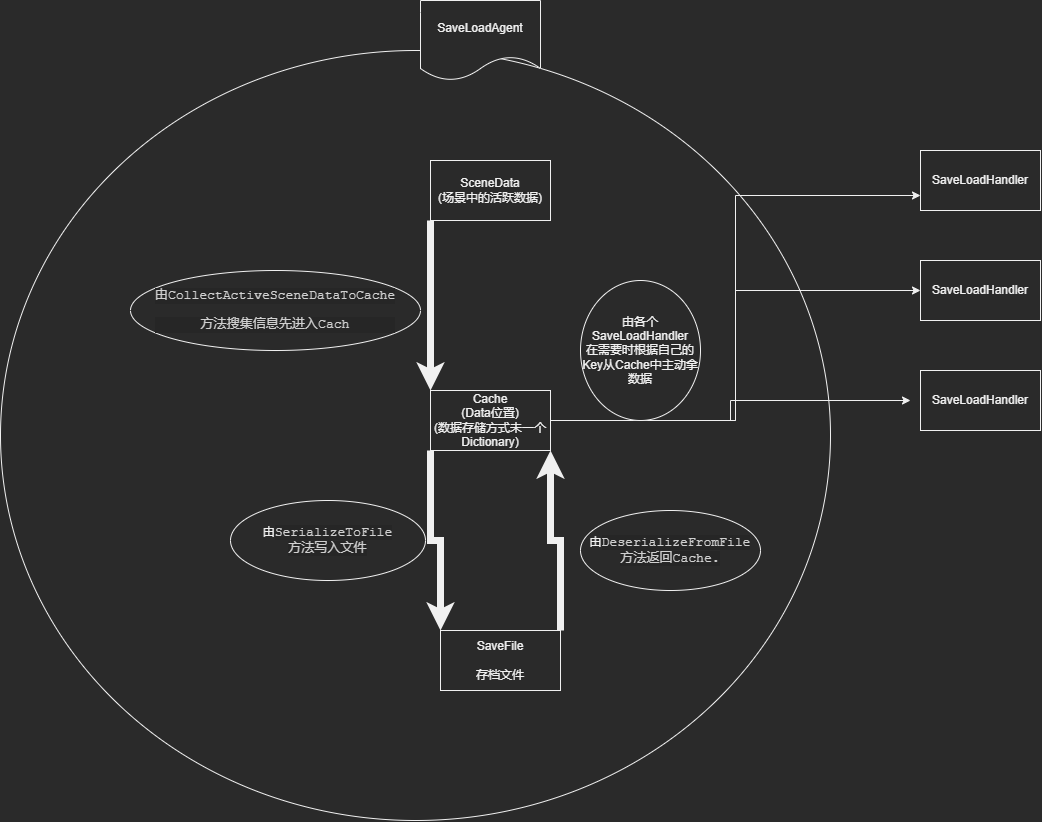 SaveLoadAgent
SceneData
(场景中的活跃数据)
SaveLoadHandler
SaveLoadHandler
SaveLoadHandler
由CollectActiveSceneDataToCache
方法搜集信息先进入Cach
由各个
SaveLoadHandler
在需要时根据自己的
Key从Cache中主动拿
数据
Cache
(Data位置)
(数据存储方式未一个
Dictionary)
由SerializeToFile
方法写入文件
由DeserializeFromFile
方法返回Cache.
SaveFile
存档文件